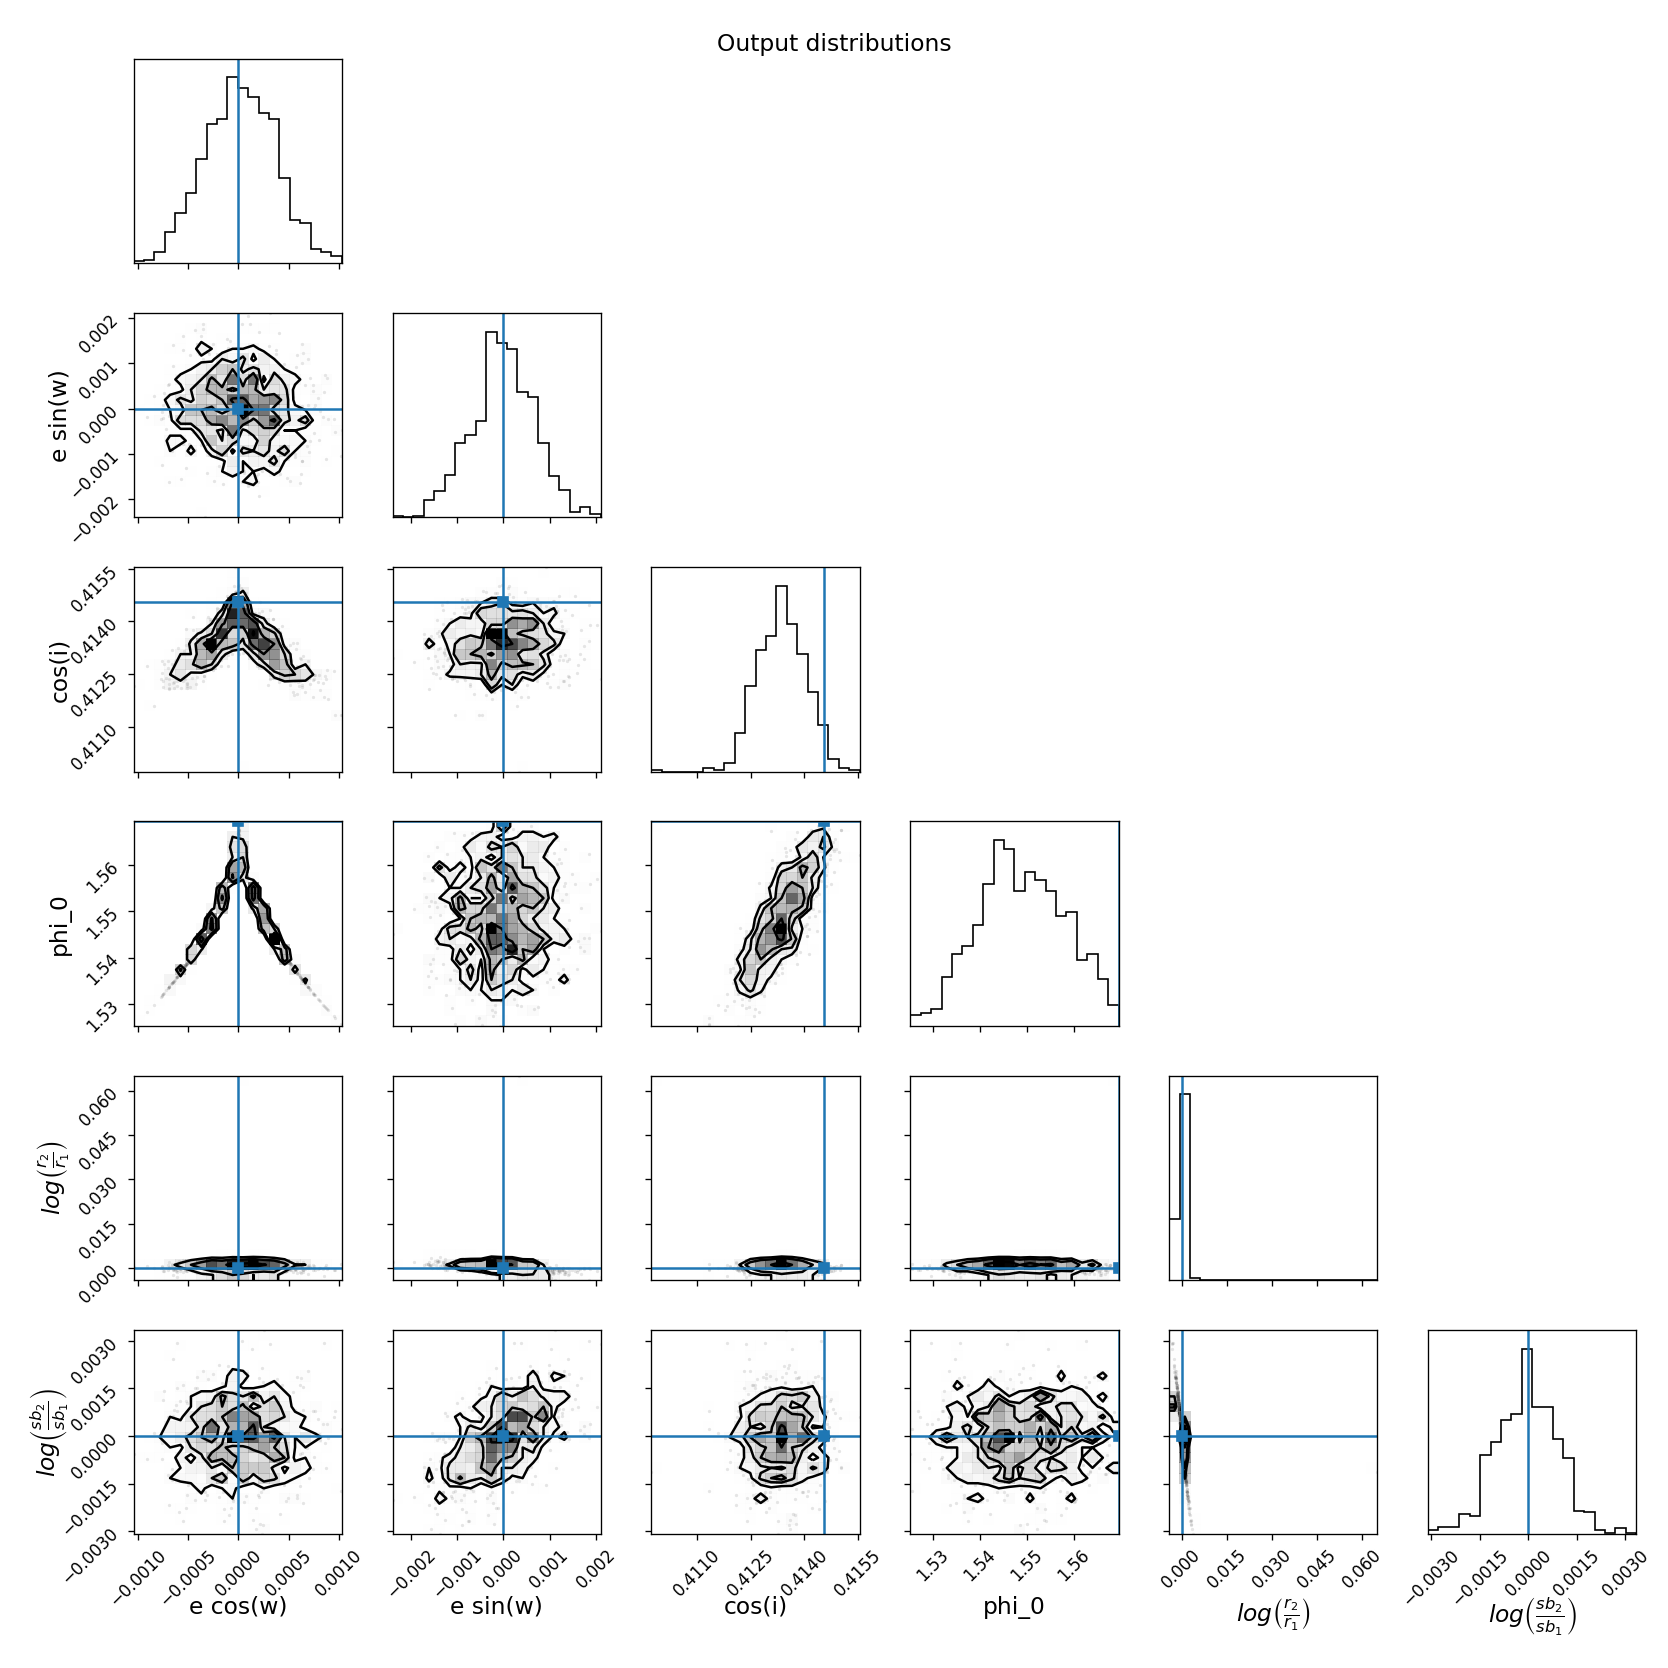 Output distributions
e sin(w)
0.002
0.001
0.000
−0.001
−0.002
cos(i)
0.4155
0.4140
0.4125
0.4110
phi_0
1.56
1.55
1.54
1.53
log(r2/r1)
0.060
0.045
0.030
0.015
0.000
log(sb2/sb1)
0.0030
0.0015
0.0000
−0.0015
−0.0030
−0.0010 −0.0005 0.0000 0.0005 0.0010
−0.002 −0.001 0.000 0.001 0.002
0.4110 0.4125 0.4140 0.4155
1.53 1.54 1.55 1.56
0.000 0.015 0.030 0.045 0.060
−0.0030 −0.0015 0.0000 0.0015 0.0030
e cos(w)
e sin(w)
cos(i)
phi_0
log(r2/r1)
log(sb2/sb1)